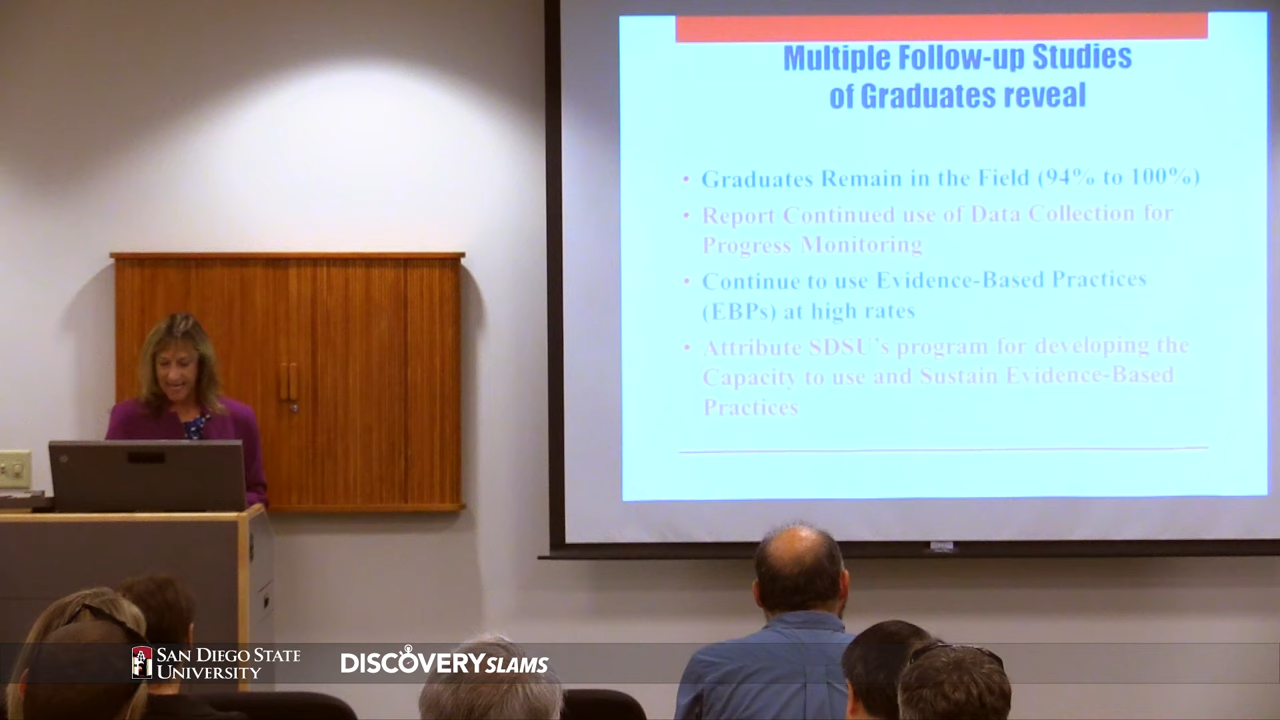 Multiple Follow-up Studies
of Graduates reveal
• Graduates Remain in the Field (94% to 100%)
• Report Continued use of Data Collection for
Progress Monitoring
• Continue to use Evidence-Based Practices
(EBPs) at high rates
• Attribute SDSU's program for developing the
Capacity to use and Sustain Evidence-Based
Practices
SAN DIEGO STATE
UNIVERSITY
DISCOVERY SLAMS